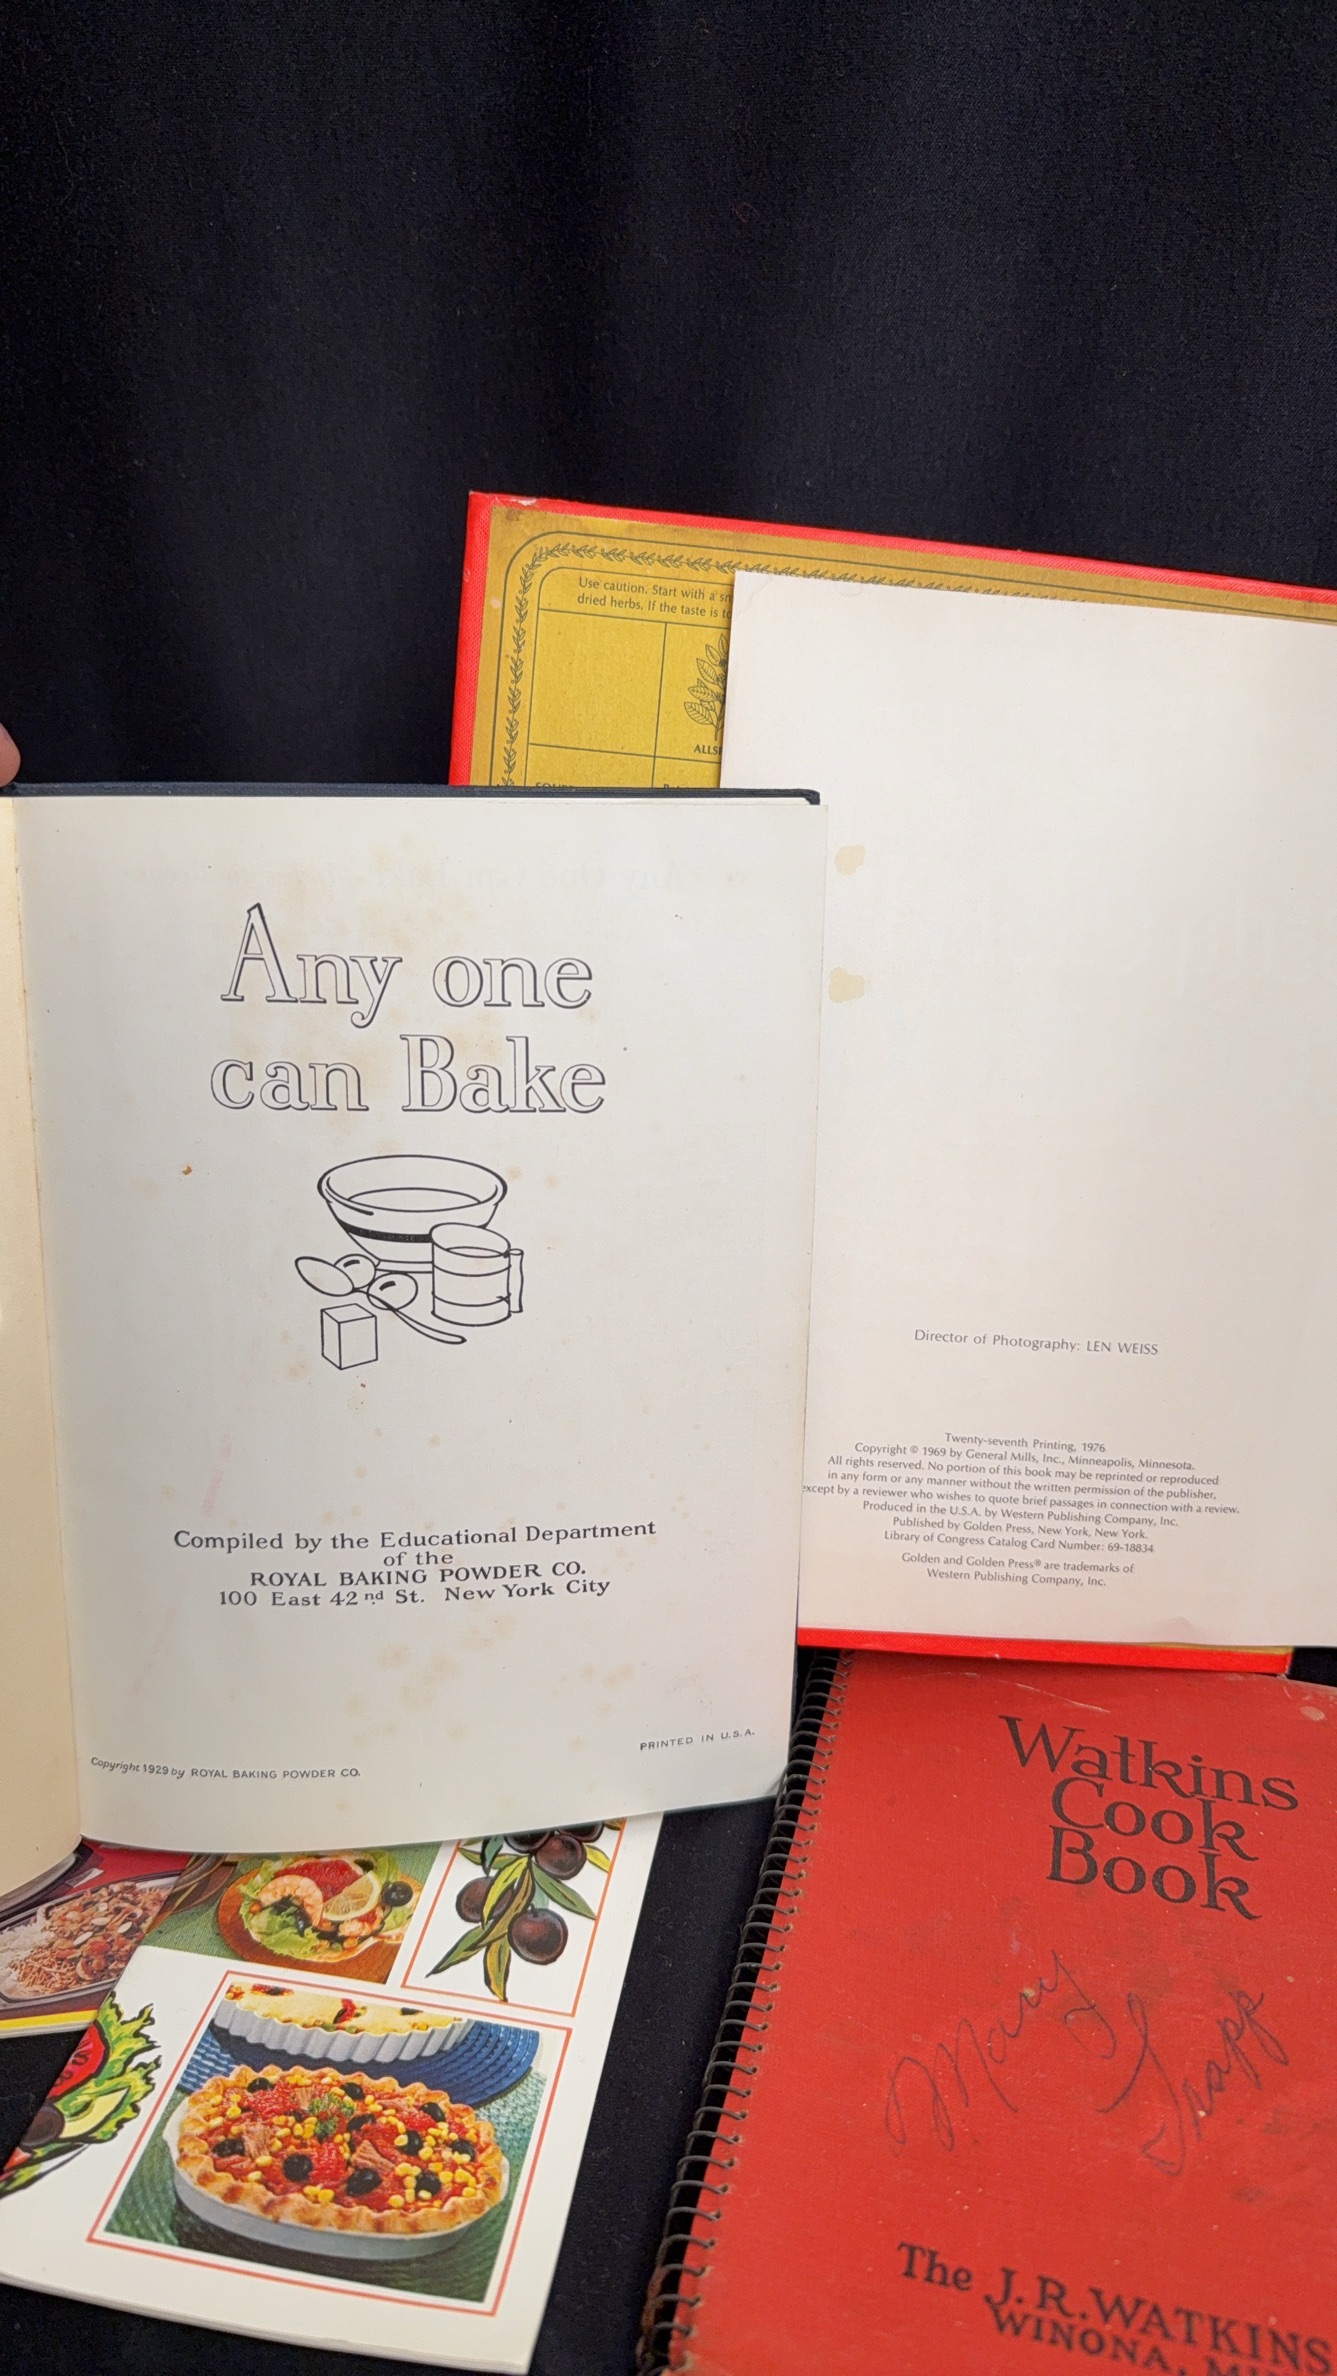 Use caution. Start with a
dried herbs. If the taste is
Any one
can Bake
Compiled by the Educational Department
of the
ROYAL BAKING POWDER CO.
100 East 42nd St. New York City
Copyright 1929 by ROYAL BAKING POWDER CO.
PRINTED IN U.S.A.
Director of Photography: LEN WEISS
Twenty-seventh Printing, 1976
Copyright © 1969 by General Mills, Inc., Minneapolis, Minnesota.
All rights reserved. No portion of this book may be reprinted or reproduced
in any form or any manner without the written permission of the publisher,
except by a reviewer who wishes to quote brief passages in connection with a review.
Produced in the U.S.A. by Western Publishing Company, Inc.
Published by Golden Press, New York, New York.
Library of Congress Catalog Card Number: 69-18834
Golden and Golden Press® are trademarks of
Western Publishing Company, Inc.
Watkins
Cook
Book
Mary
Trapp
The J. R. WATKINS
WINONA,